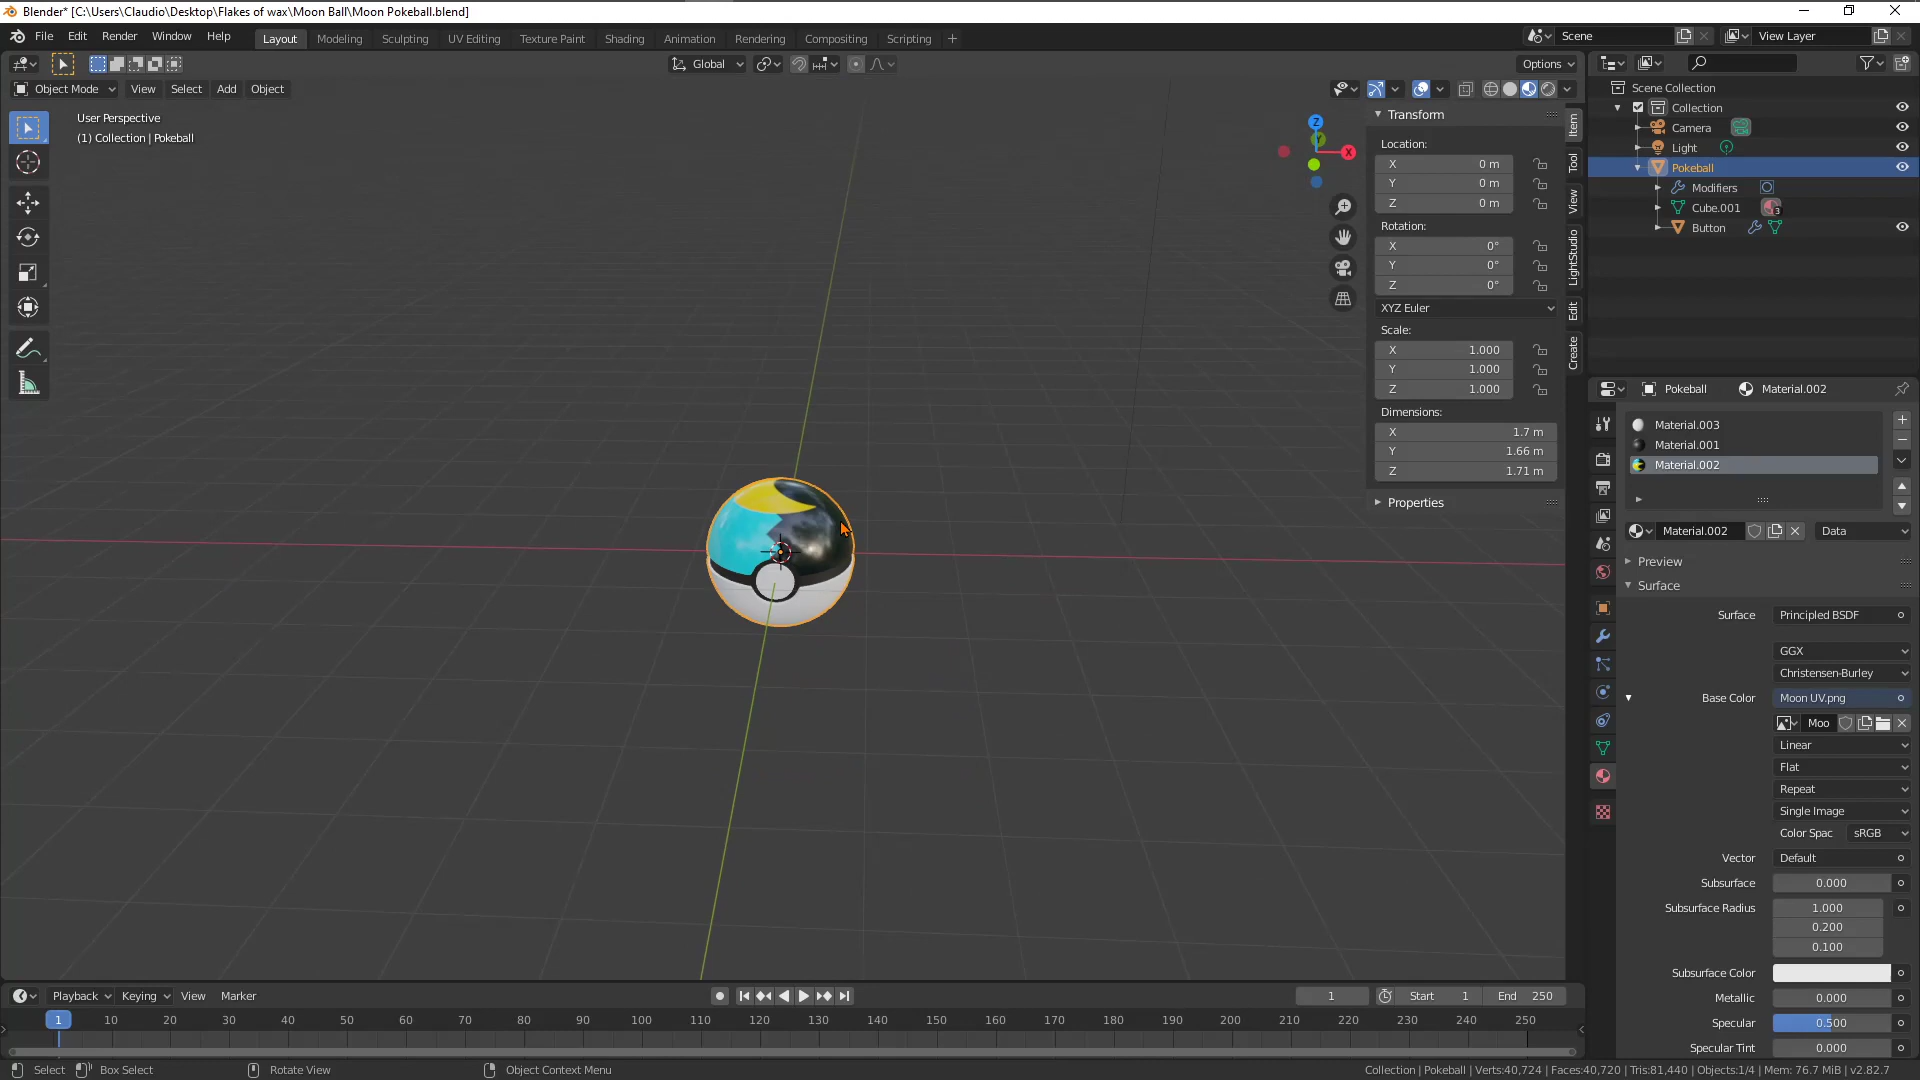 Blender* [C:\Users\Claudio\Desktop\Flakes of wax\Moon Ball\Moon Pokeball.blend]
File Edit Render Window Help Layout Modeling Sculpting UV Editing Texture Paint Shading Animation Rendering Compositing Scripting + Scene View Layer
Global Options
Object Mode View Select Add Object
User Perspective
(1) Collection | Pokeball
Z
X
Transform
Location:
X 0 m
Y 0 m
Z 0 m
Rotation:
X 0°
Y 0°
Z 0°
XYZ Euler
Scale:
X 1.000
Y 1.000
Z 1.000
Dimensions:
X 1.7 m
Y 1.66 m
Z 1.71 m
Properties
Item
Tool
View
LightStudio
Edit
Create
Scene Collection
Collection
Camera
Light
Pokeball
Modifiers
Cube.001 3
Button
Pokeball Material.002
Material.003
Material.001
Material.002
Material.002 Data
Preview
Surface
Surface Principled BSDF
GGX
Christensen-Burley
Base Color Moon UV.png
Moo
Linear
Flat
Repeat
Single Image
Color Spac sRGB
Vector Default
Subsurface 0.000
Subsurface Radius 1.000
0.200
0.100
Subsurface Color
Metallic 0.000
Specular 0.500
Specular Tint 0.000
Playback Keying View Marker 1 Start 1 End 250
1 10 20 30 40 50 60 70 80 90 100 110 120 130 140 150 160 170 180 190 200 210 220 230 240 250
Select Box Select Rotate View Object Context Menu Collection | Pokeball | Verts:40,724 | Faces:40,720 | Tris:81,440 | Objects:1/4 | Mem: 76.7 MiB | v2.82.7